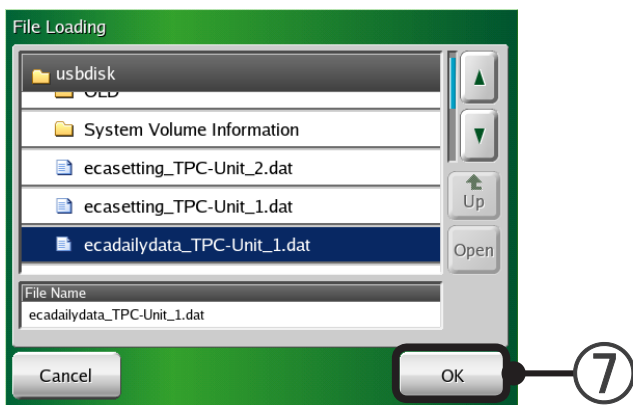 File Loading
usbdisk
OLD
System Volume Information
ecasetting_TPC-Unit_2.dat
ecasetting_TPC-Unit_1.dat
ecadailydata_TPC-Unit_1.dat
Up
Open
File Name
ecadailydata_TPC-Unit_1.dat
Cancel
OK
7